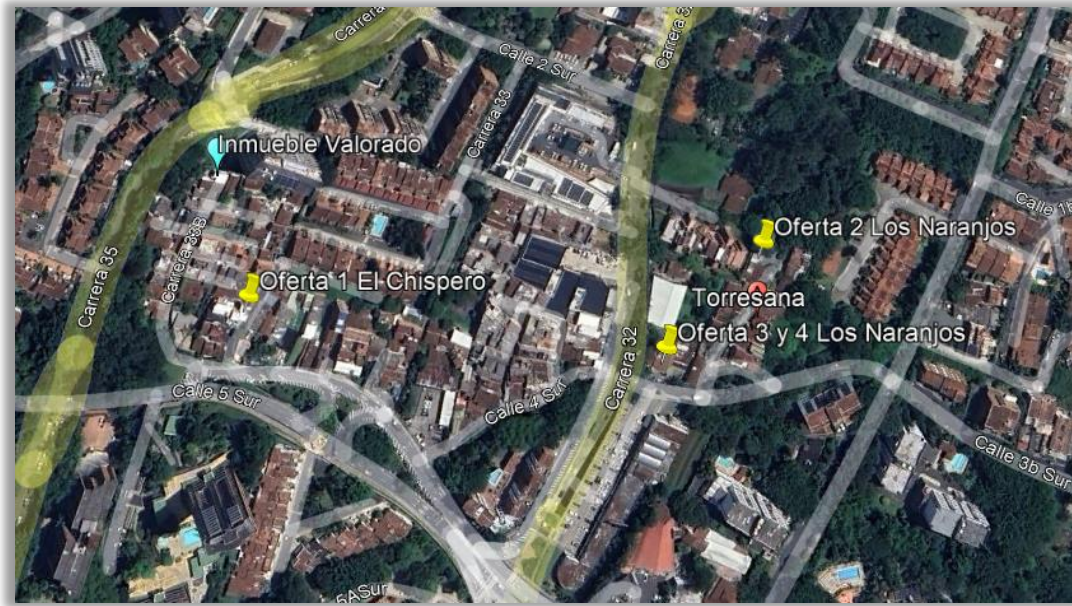 Carrera
Carrera 3
Calle 2 Sur
Carrera 33
Inmueble Valorado
Calle 1b
Oferta 2 Los Naranjos
Carrera 33B
Carrera 35
Oferta 1 El Chispero
Torresana
Oferta 3 y 4 Los Naranjos
Carrera 32
Calle 5 Sur
Calle 4 Sur
Calle 3b Sur
5ASur